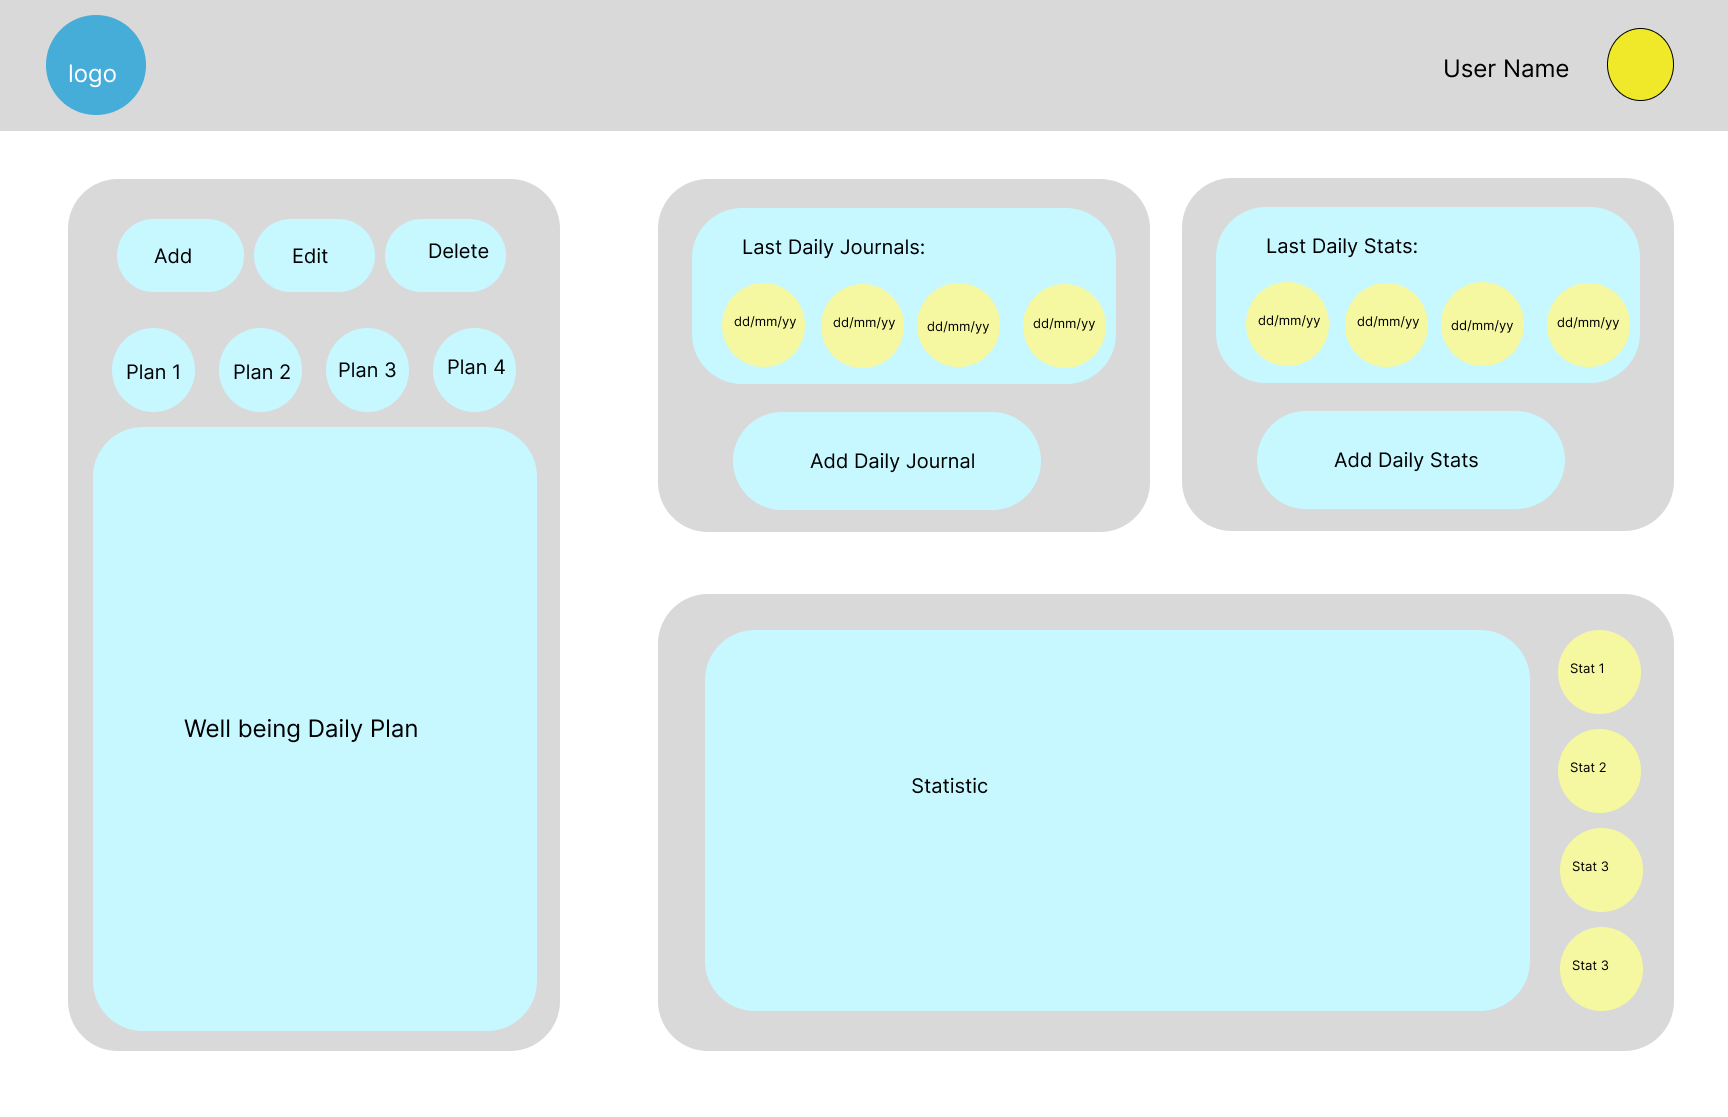 logo
User Name
Add
Edit
Delete
Plan 1
Plan 2
Plan 3
Plan 4
Well being Daily Plan
Last Daily Journals:
dd/mm/yy
dd/mm/yy
dd/mm/yy
dd/mm/yy
Add Daily Journal
Last Daily Stats:
dd/mm/yy
dd/mm/yy
dd/mm/yy
dd/mm/yy
Add Daily Stats
Statistic
Stat 1
Stat 2
Stat 3
Stat 3